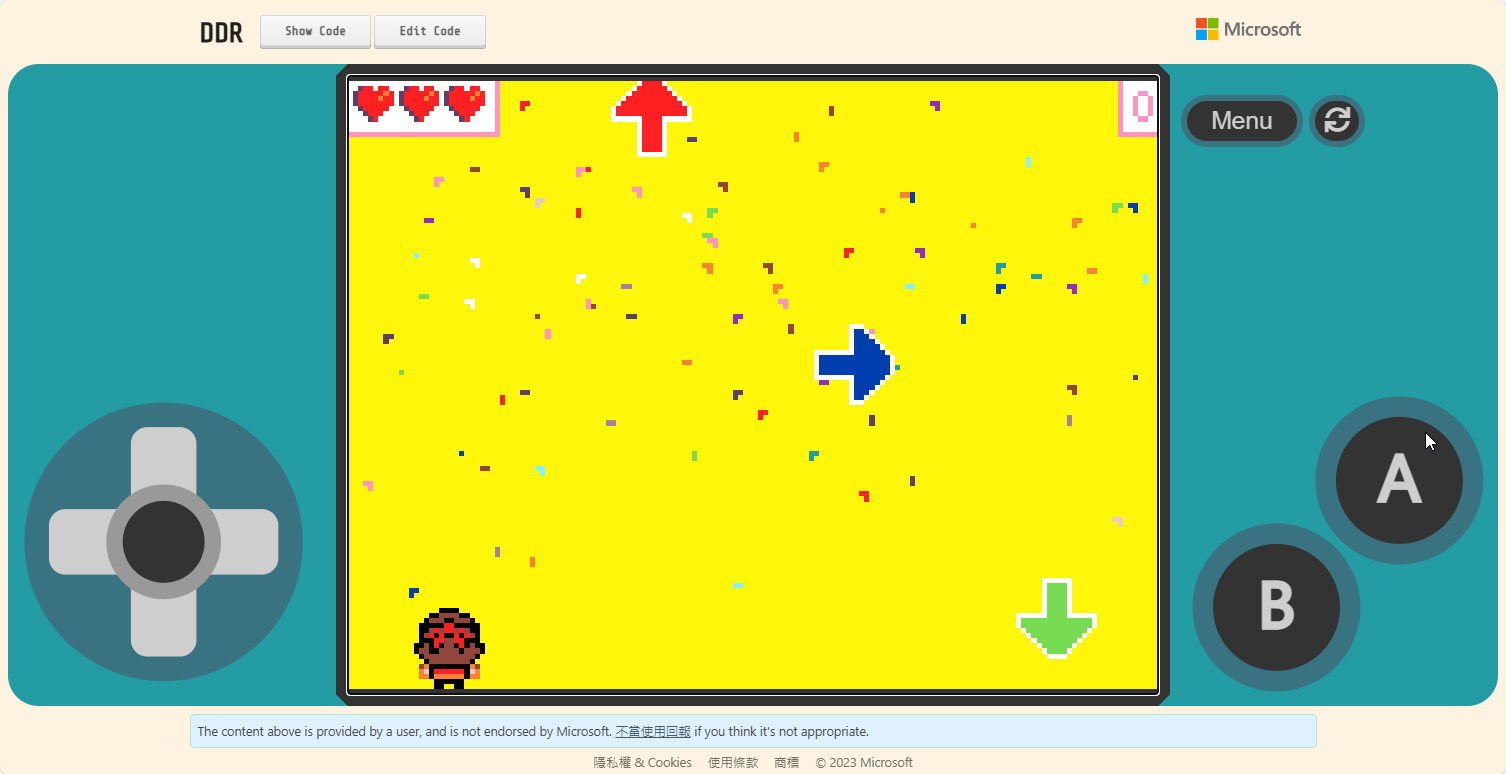 DDR
Show Code
Edit Code
Microsoft
0
Menu
A
B
The content above is provided by a user, and is not endorsed by Microsoft. 不當使用回報 if you think it's not appropriate.
隱私權 & Cookies 使用條款 商標 © 2023 Microsoft